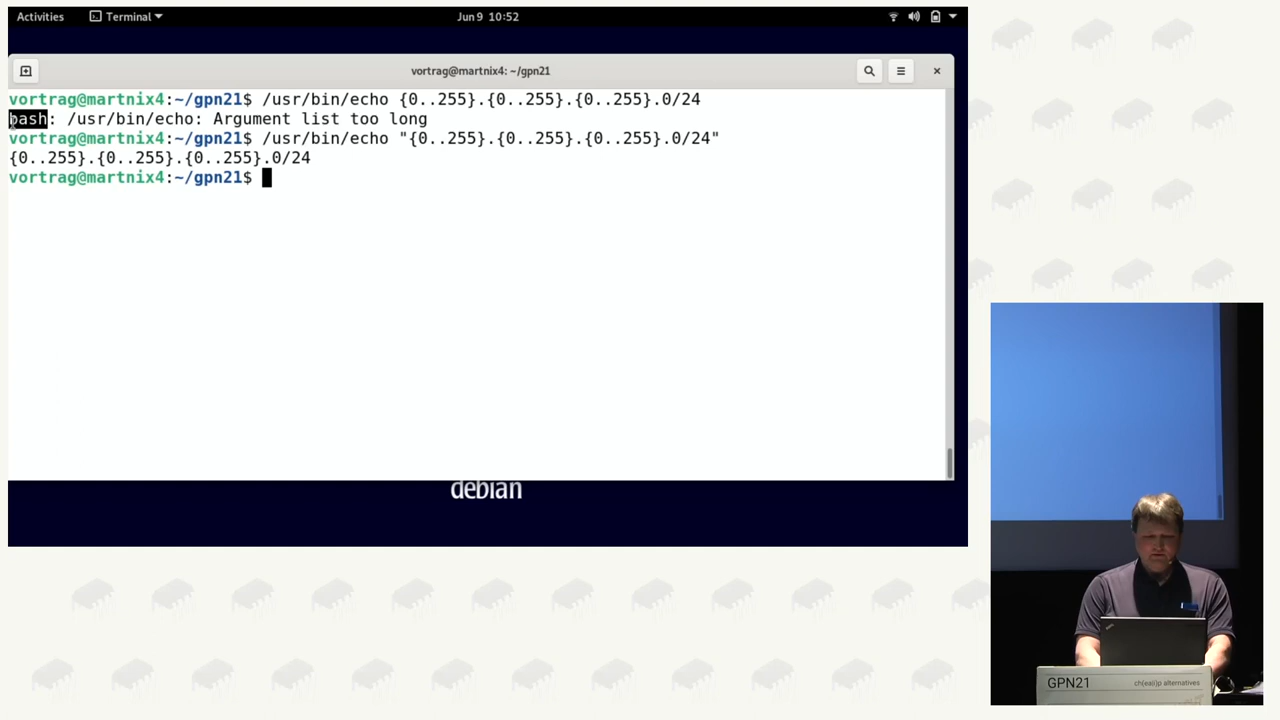 Activities Terminal Jun 9 10:52
vortrag@martnix4: ~/gpn21
vortrag@martnix4:~/gpn21$ /usr/bin/echo {0..255}.{0..255}.{0..255}.0/24
bash: /usr/bin/echo: Argument list too long
vortrag@martnix4:~/gpn21$ /usr/bin/echo "{0..255}.{0..255}.{0..255}.0/24"
{0..255}.{0..255}.{0..255}.0/24
vortrag@martnix4:~/gpn21$
debian
GPN21 ch(ea|i)p alternatives